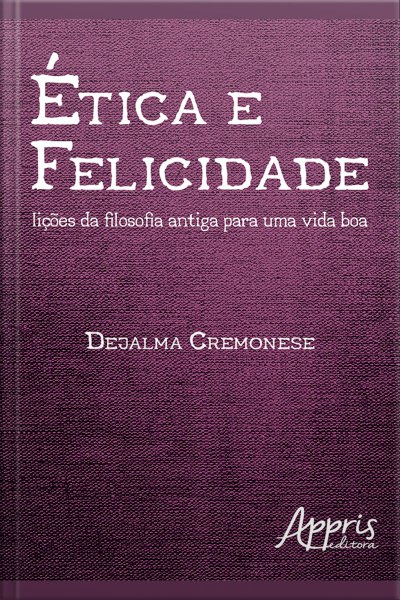 Ética e
Felicidade
lições da filosofia antiga para uma vida boa
Dejalma Cremonese
Appris
editora